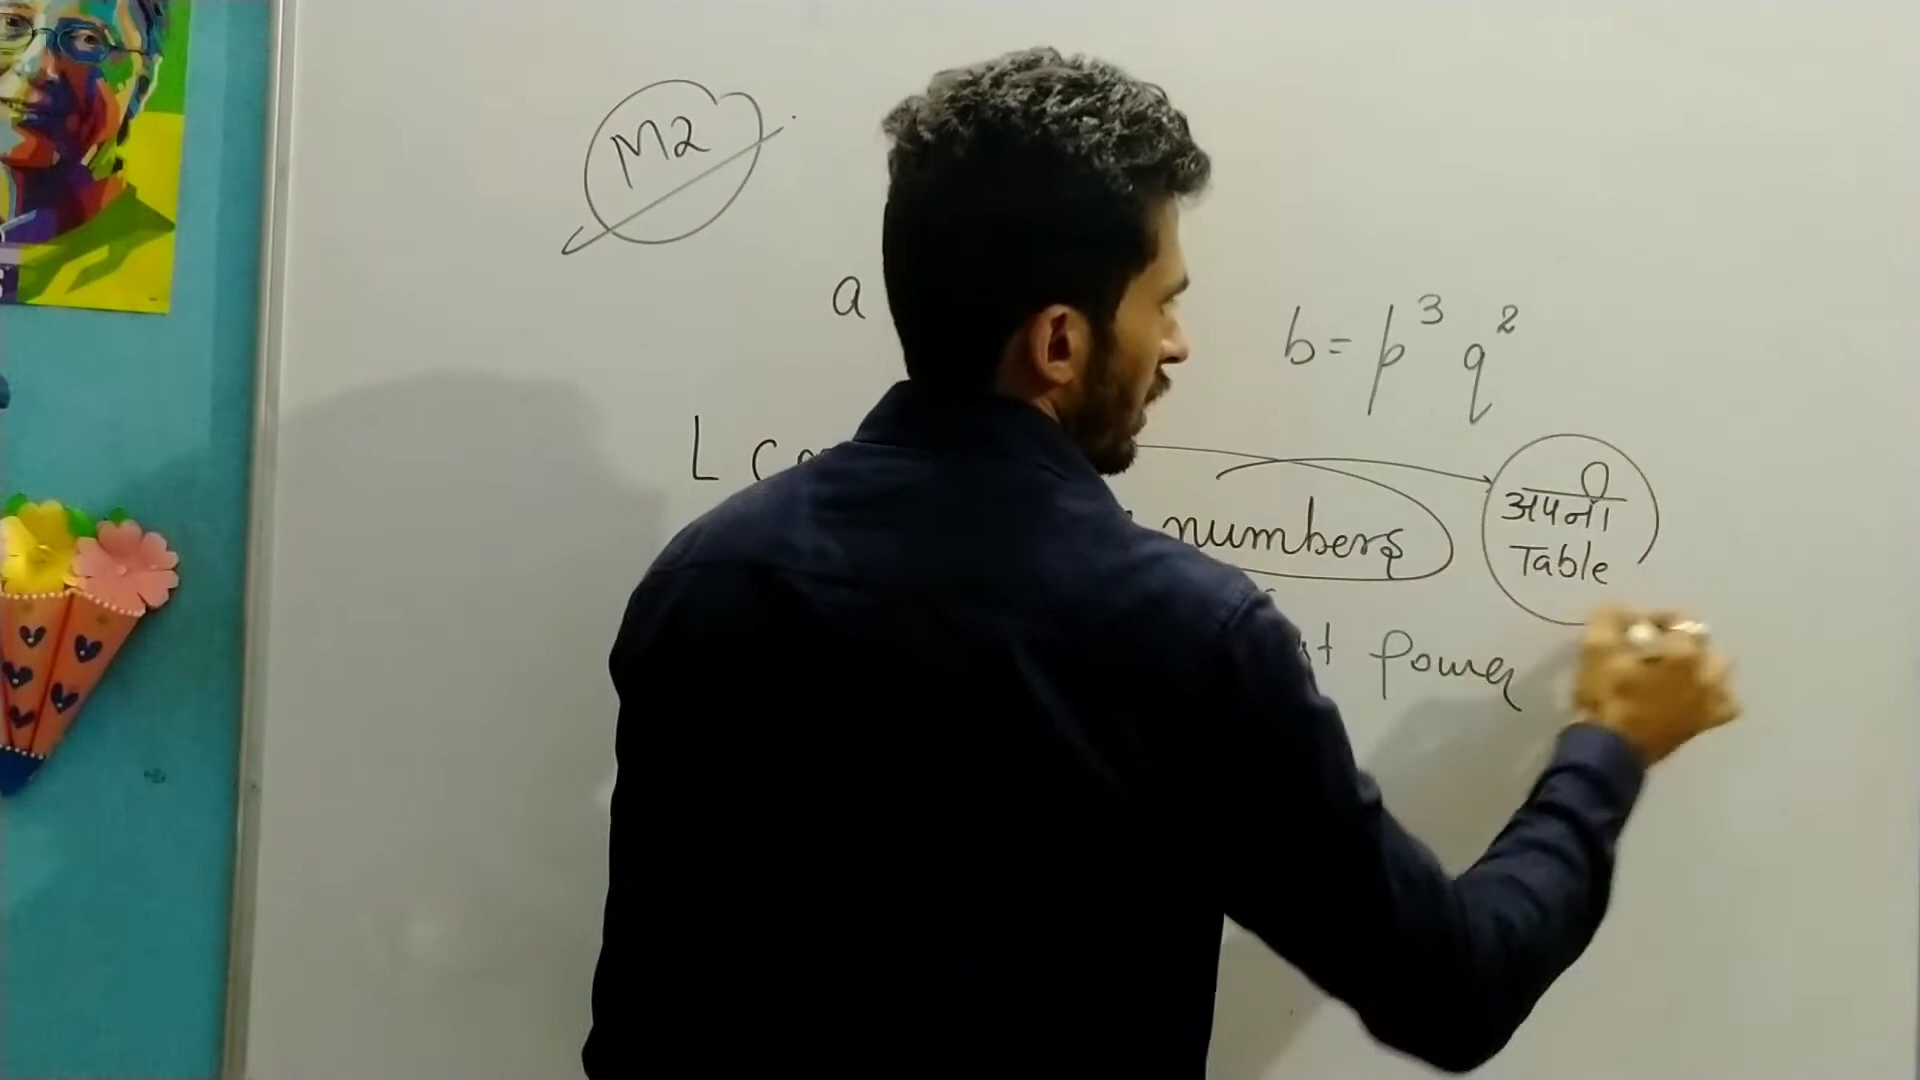 M2
a
b = p³ q²
L C
numbers
अपना
Table
power